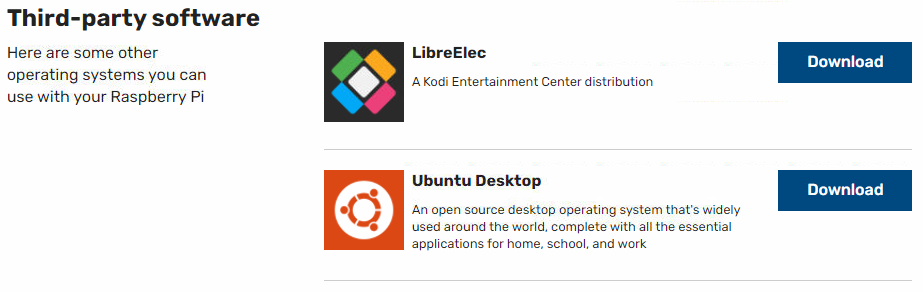 Third-party software
Here are some other
operating systems you can
use with your Raspberry Pi
LibreElec
A Kodi Entertainment Center distribution
Download
Ubuntu Desktop
An open source desktop operating system that's widely
used around the world, complete with all the essential
applications for home, school, and work
Download